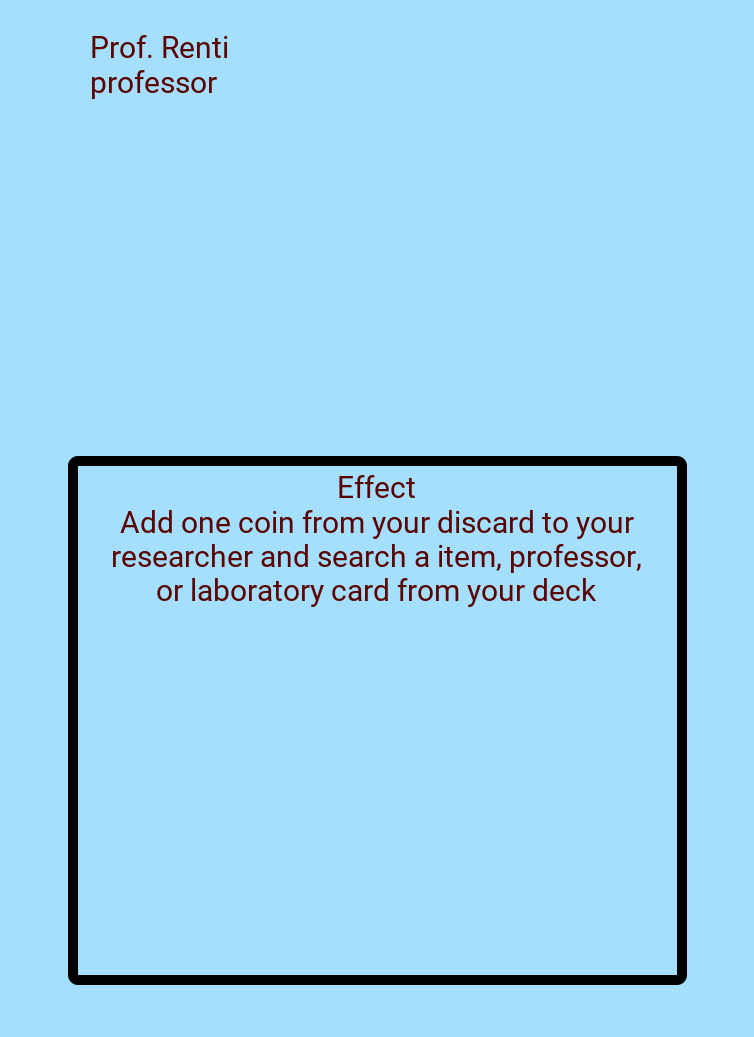 Prof. Renti
professor
Effect
Add one coin from your discard to your
researcher and search a item, professor,
or laboratory card from your deck